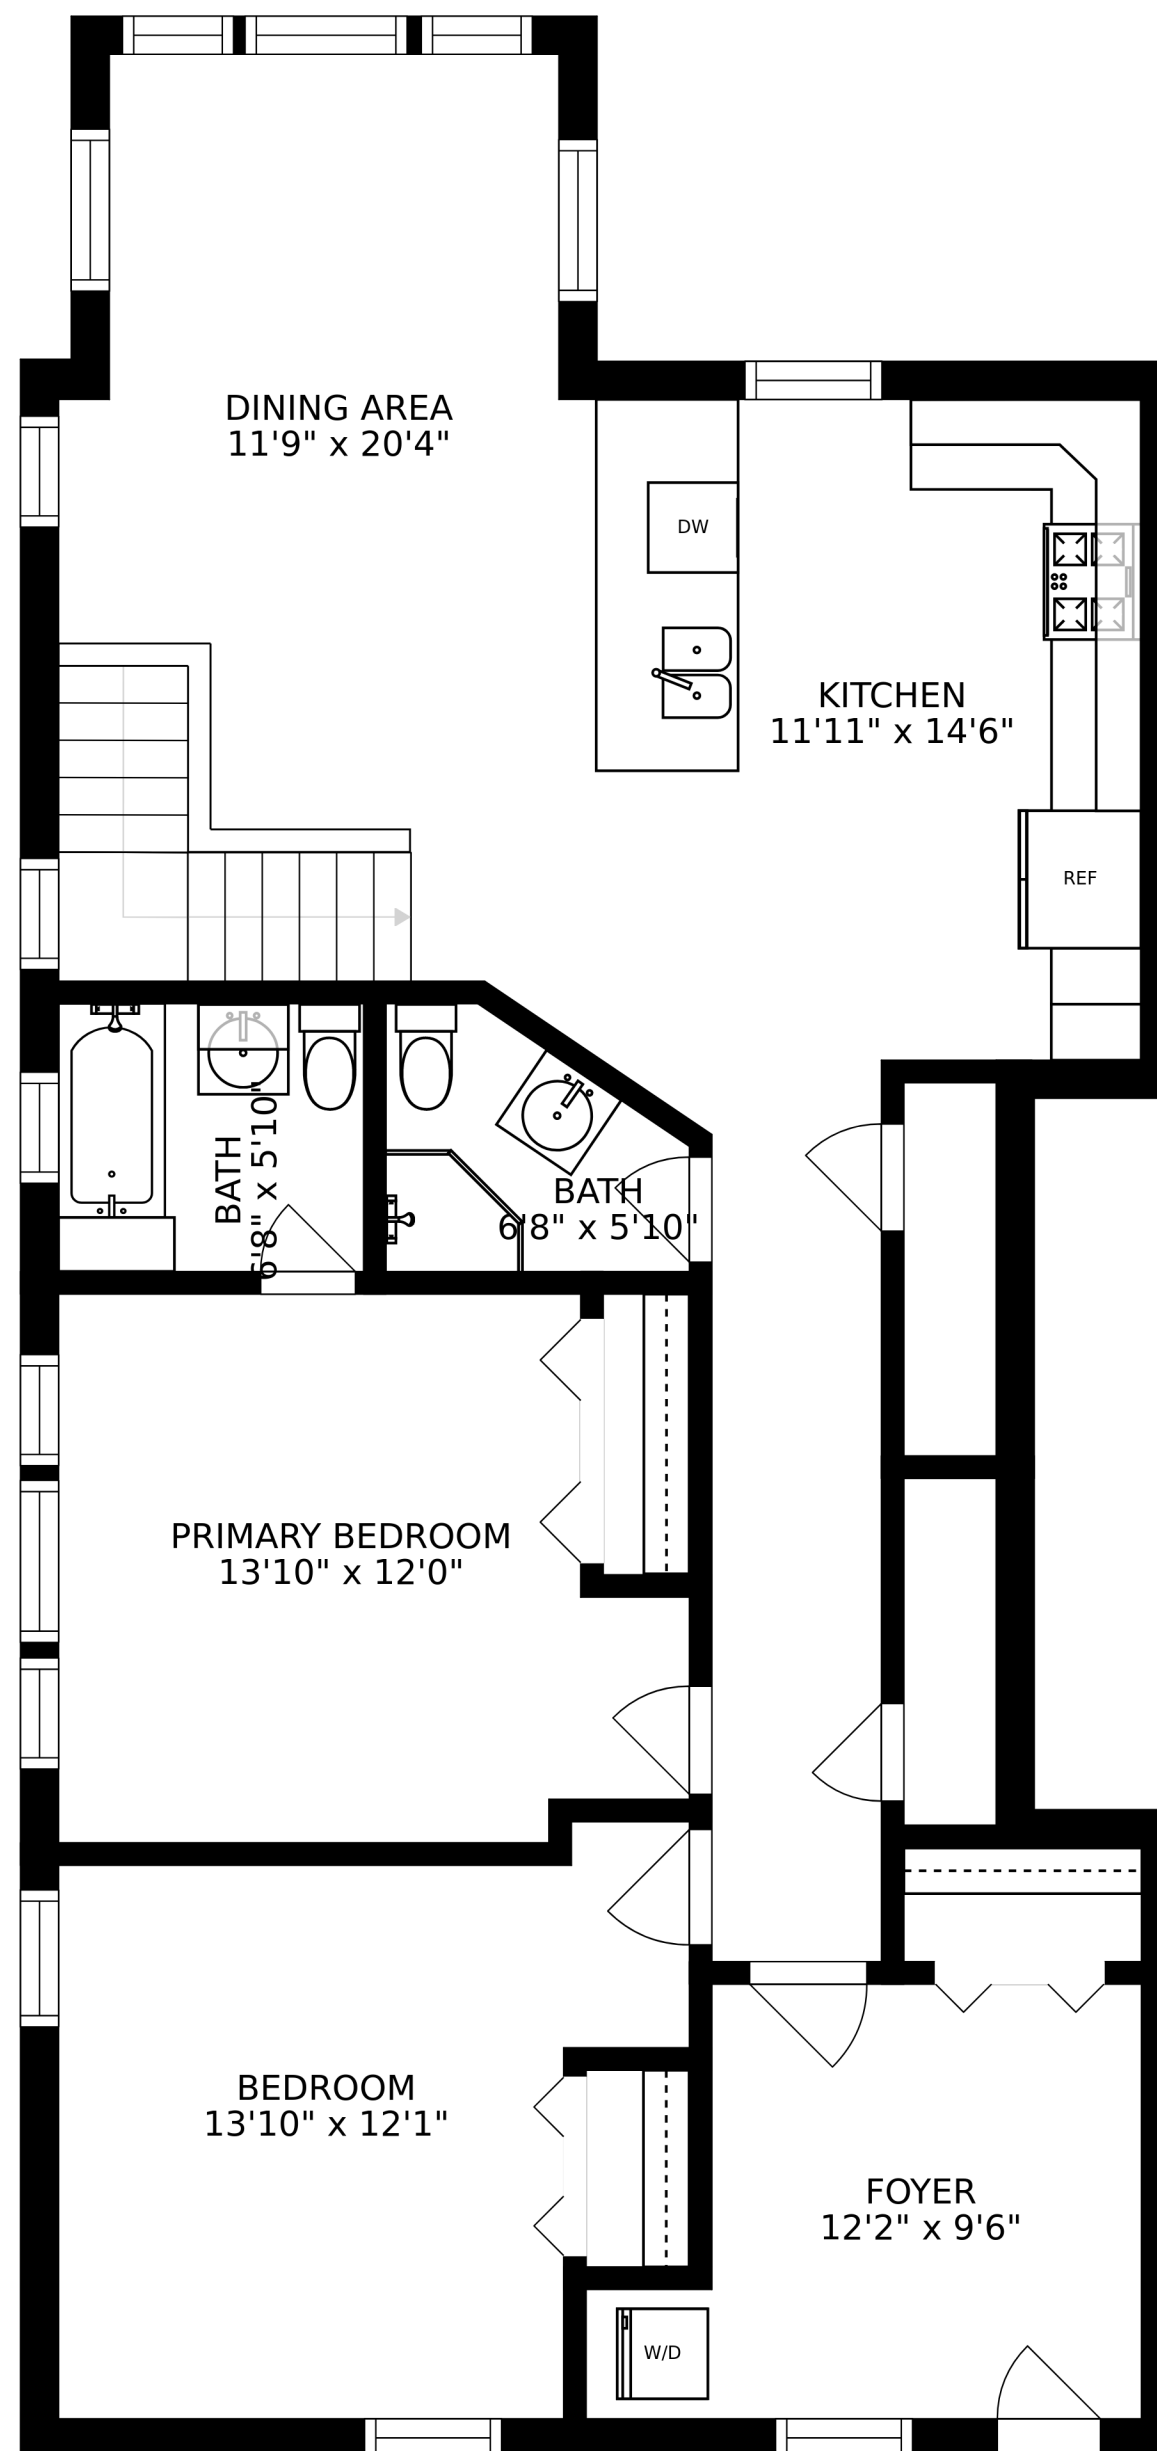 DINING AREA
11'9" x 20'4"
DW
KITCHEN
11'11" x 14'6"
REF
BATH
6'8" x 5'10"
BATH
6'8" x 5'10"
PRIMARY BEDROOM
13'10" x 12'0"
BEDROOM
13'10" x 12'1"
FOYER
12'2" x 9'6"
W/D